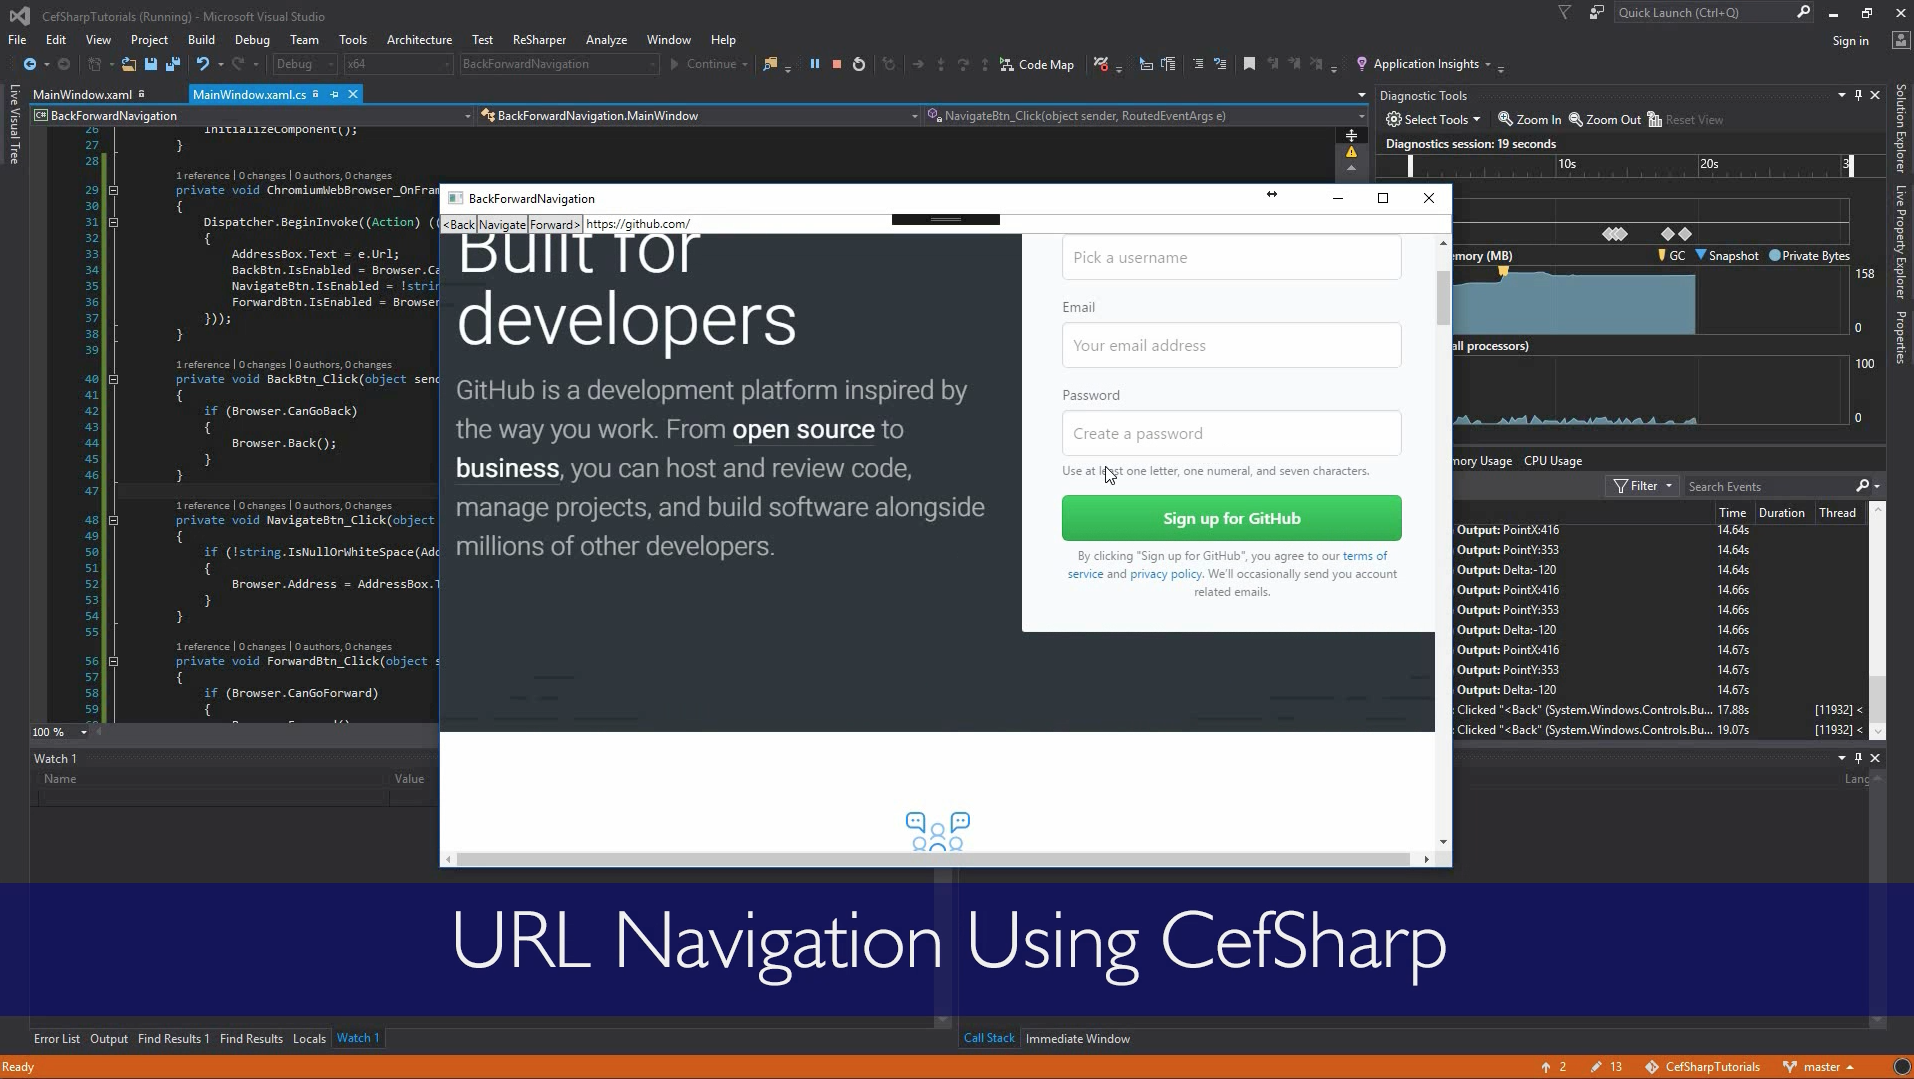 CefSharpTutorials (Running) - Microsoft Visual Studio
Quick Launch (Ctrl+Q)
File Edit View Project Build Debug Team Tools Architecture Test ReSharper Analyze Window Help
Sign in
Debug x64 BackForwardNavigation Continue Code Map Application Insights
Live Visual Tree
MainWindow.xaml MainWindow.xaml.cs
BackForwardNavigation BackForwardNavigation.MainWindow NavigateBtn_Click(object sender, RoutedEventArgs e)
26 InitializeComponent();
27 }
28
1 reference | 0 changes | 0 authors, 0 changes
29 private void ChromiumWebBrowser_OnFram
30 {
31 Dispatcher.BeginInvoke((Action) ((
32 {
33 AddressBox.Text = e.Url;
34 BackBtn.IsEnabled = Browser.Ca
35 NavigateBtn.IsEnabled = !strin
36 ForwardBtn.IsEnabled = Browser
37 }));
38 }
39
1 reference | 0 changes | 0 authors, 0 changes
40 private void BackBtn_Click(object send
41 {
42 if (Browser.CanGoBack)
43 {
44 Browser.Back();
45 }
46 }
47
1 reference | 0 changes | 0 authors, 0 changes
48 private void NavigateBtn_Click(object
49 {
50 if (!string.IsNullOrWhiteSpace(Add
51 {
52 Browser.Address = AddressBox.T
53 }
54 }
55
1 reference | 0 changes | 0 authors, 0 changes
56 private void ForwardBtn_Click(object s
57 {
58 if (Browser.CanGoForward)
59 {
100 %
BackForwardNavigation
<Back Navigate Forward> https://github.com/
Built for
developers
GitHub is a development platform inspired by
the way you work. From open source to
business, you can host and review code,
manage projects, and build software alongside
millions of other developers.
Pick a username
Email
Your email address
Password
Create a password
Use at least one letter, one numeral, and seven characters.
Sign up for GitHub
By clicking "Sign up for GitHub", you agree to our terms of
service and privacy policy. We'll occasionally send you account
related emails.
Diagnostic Tools
Select Tools Zoom In Zoom Out Reset View
Diagnostics session: 19 seconds
10s 20s 3
emory (MB) GC Snapshot Private Bytes
158
0
all processors)
100
0
mory Usage CPU Usage
Filter Search Events
Time Duration Thread
Output: PointX:416 14.64s
Output: PointY:353 14.64s
Output: Delta:-120 14.64s
Output: PointX:416 14.66s
Output: PointY:353 14.66s
Output: Delta:-120 14.66s
Output: PointX:416 14.67s
Output: PointY:353 14.67s
Output: Delta:-120 14.67s
: Clicked "<Back" (System.Windows.Controls.Bu... 17.88s [11932] <
: Clicked "<Back" (System.Windows.Controls.Bu... 19.07s [11932] <
Solution Explorer
Live Property Explorer
Properties
Watch 1
Name Value
Lang
URL Navigation Using CefSharp
Error List Output Find Results 1 Find Results Locals Watch 1
Call Stack Immediate Window
Ready
2 13 CefSharpTutorials master